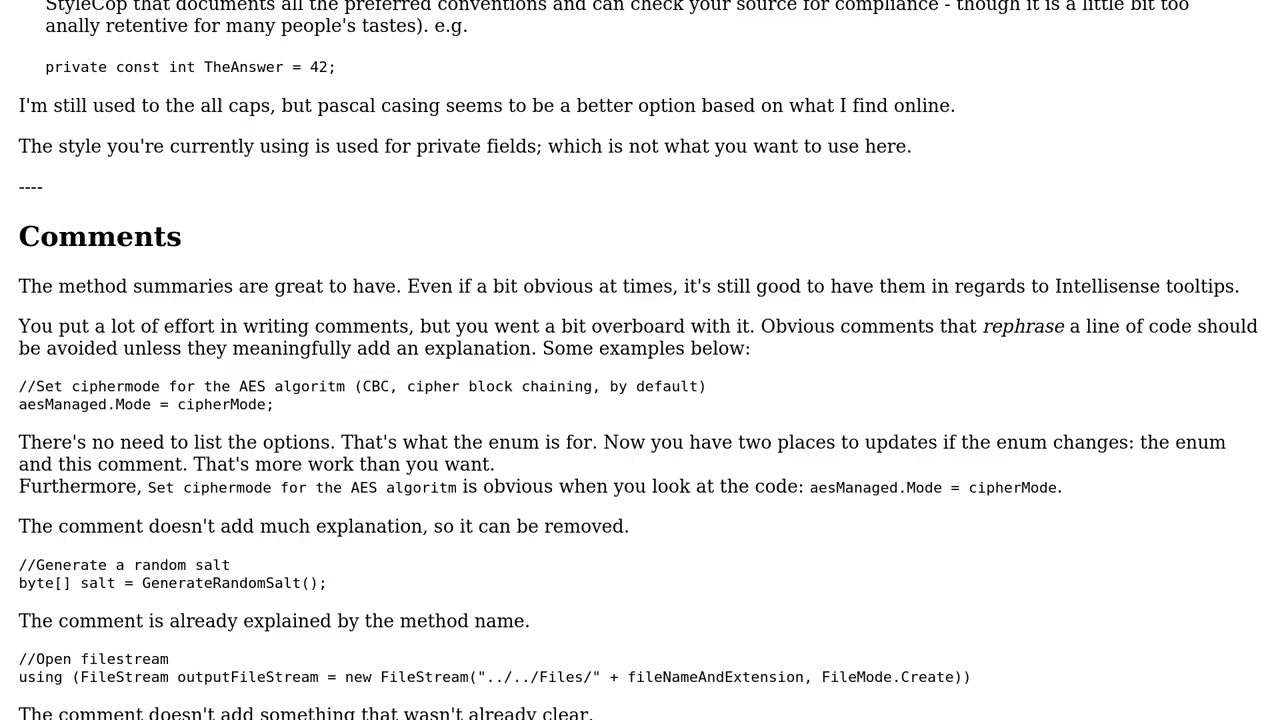 StyleCop that documents all the preferred conventions and can check your source for compliance - though it is a little bit too
anally retentive for many people's tastes). e.g.
private const int TheAnswer = 42;
I'm still used to the all caps, but pascal casing seems to be a better option based on what I find online.
The style you're currently using is used for private fields; which is not what you want to use here.
----
Comments
The method summaries are great to have. Even if a bit obvious at times, it's still good to have them in regards to Intellisense tooltips.
You put a lot of effort in writing comments, but you went a bit overboard with it. Obvious comments that rephrase a line of code should
be avoided unless they meaningfully add an explanation. Some examples below:
//Set ciphermode for the AES algoritm (CBC, cipher block chaining, by default)
aesManaged.Mode = cipherMode;
There's no need to list the options. That's what the enum is for. Now you have two places to updates if the enum changes: the enum
and this comment. That's more work than you want.
Furthermore, Set ciphermode for the AES algoritm is obvious when you look at the code: aesManaged.Mode = cipherMode.
The comment doesn't add much explanation, so it can be removed.
//Generate a random salt
byte[] salt = GenerateRandomSalt();
The comment is already explained by the method name.
//Open filestream
using (FileStream outputFileStream = new FileStream("../../Files/" + fileNameAndExtension, FileMode.Create))
The comment doesn't add something that wasn't already clear.